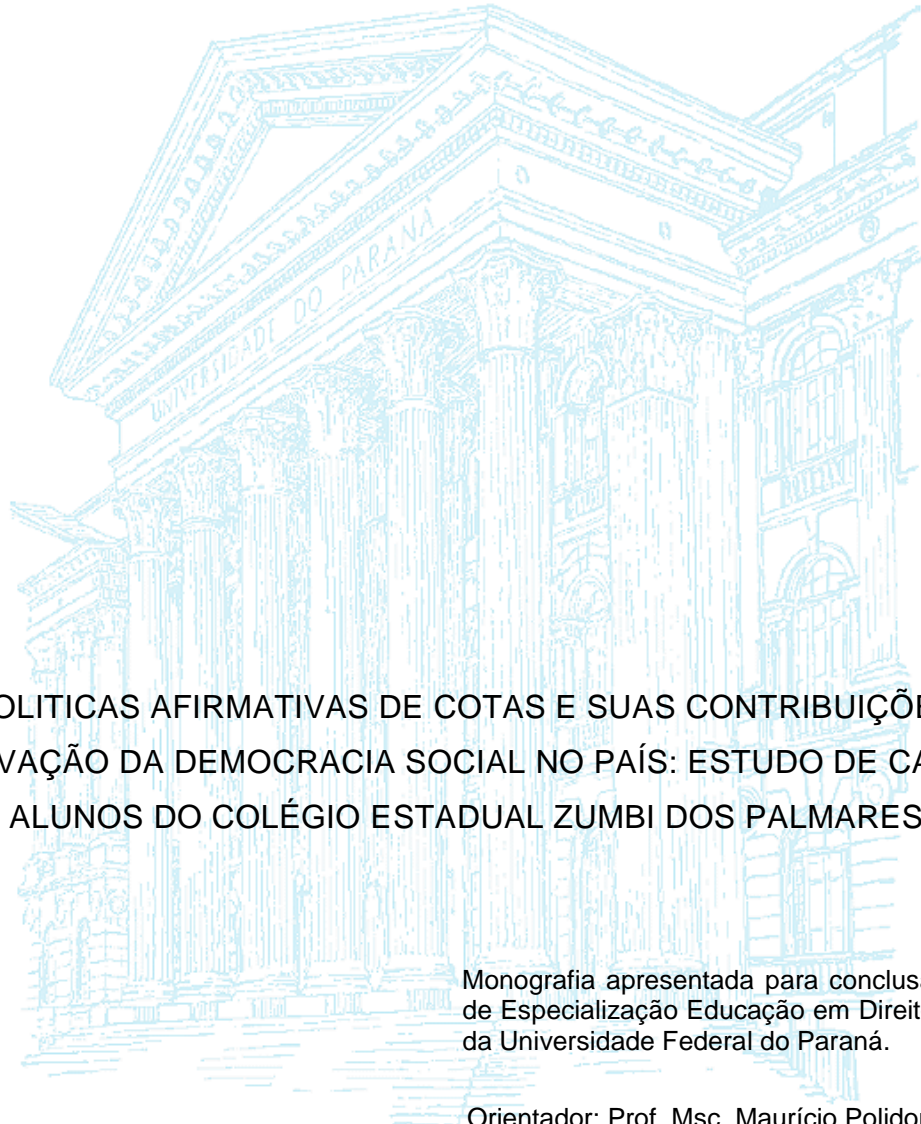 UNIVERSIDADE DO PARANÁ
OLITICAS AFIRMATIVAS DE COTAS E SUAS CONTRIBUIÇÕ
VAÇÃO DA DEMOCRACIA SOCIAL NO PAÍS: ESTUDO DE CA
ALUNOS DO COLÉGIO ESTADUAL ZUMBI DOS PALMARES
Monografia apresentada para conclus
de Especialização Educação em Direit
da Universidade Federal do Paraná.
Orientador: Prof. Msc. Maurício Polido